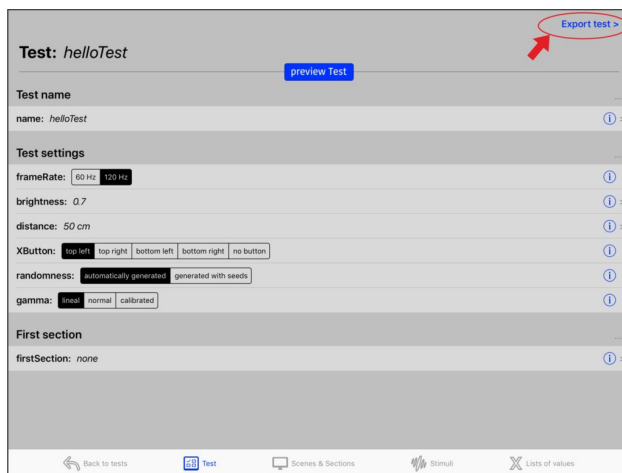 Export test >
Test: helloTest
preview Test
Test name
name: helloTest
Test settings
frameRate: 60 Hz 120 Hz
brightness: 0.7
distance: 50 cm
XButton: top left top right bottom left bottom right no button
randomness: automatically generated generated with seeds
gamma: lineal normal calibrated
First section
firstSection: none
Back to tests Test Scenes & Sections Stimuli Lists of values